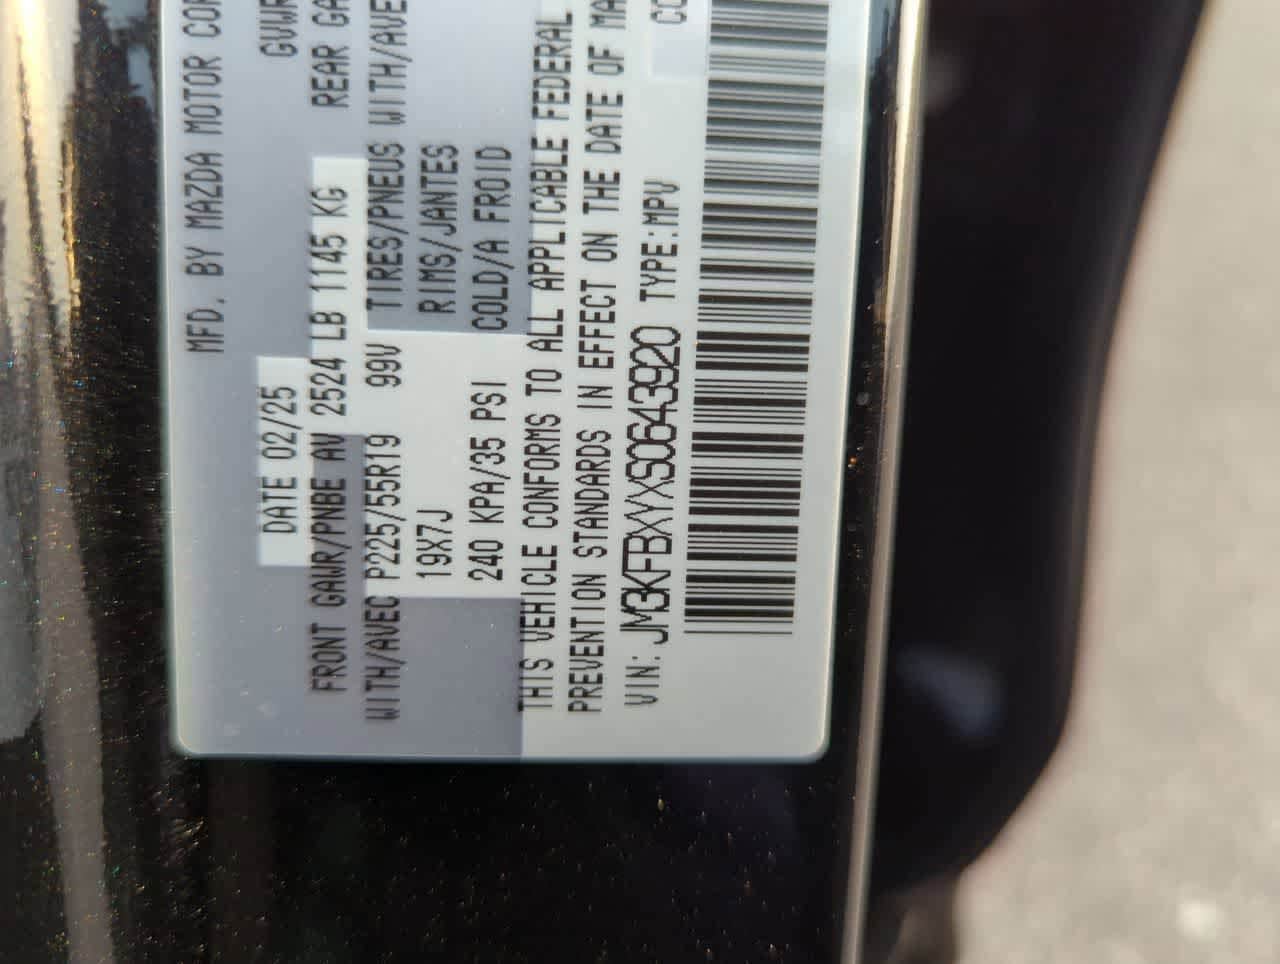 MFD. BY MAZDA MOTOR COR
DATE 02/25 GVWR
FRONT GAWR/PNBE AV 2524 LB 1145 KG REAR GA
WITH/AVEC P225/55R19 99V TIRES/PNEUS WITH/AVE
19X7J RIMS/JANTES
240 KPA/35 PSI COLD/A FROID
THIS VEHICLE CONFORMS TO ALL APPLICABLE FEDERAL
PREVENTION STANDARDS IN EFFECT ON THE DATE OF MA
VIN: JM3KFBXYXS0643920 TYPE:MPV CO